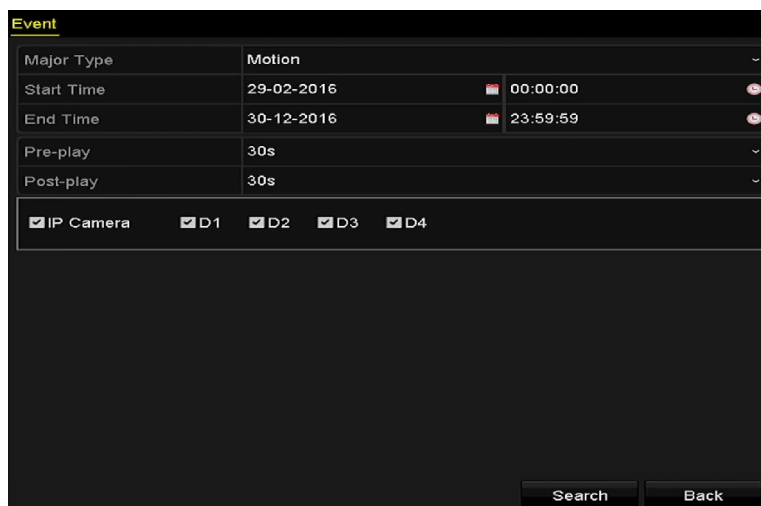 Event
Major Type Motion
Start Time 29-02-2016 00:00:00
End Time 30-12-2016 23:59:59
Pre-play 30s
Post-play 30s
IP Camera D1 D2 D3 D4
Search Back